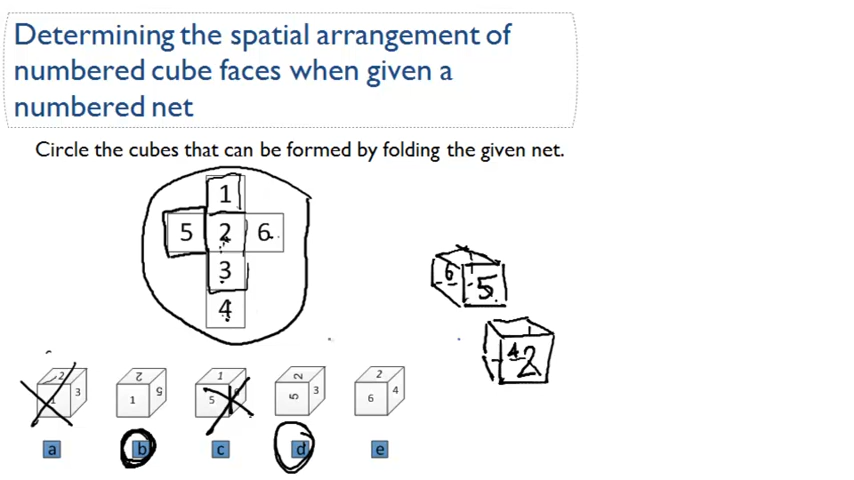 Determining the spatial arrangement of
numbered cube faces when given a
numbered net
Circle the cubes that can be formed by folding the given net.
1
5 2 6
3
4
6 5
4 2
2 1 3
2 1 5
1 5
2 5 3
2 6 4
a b c d e